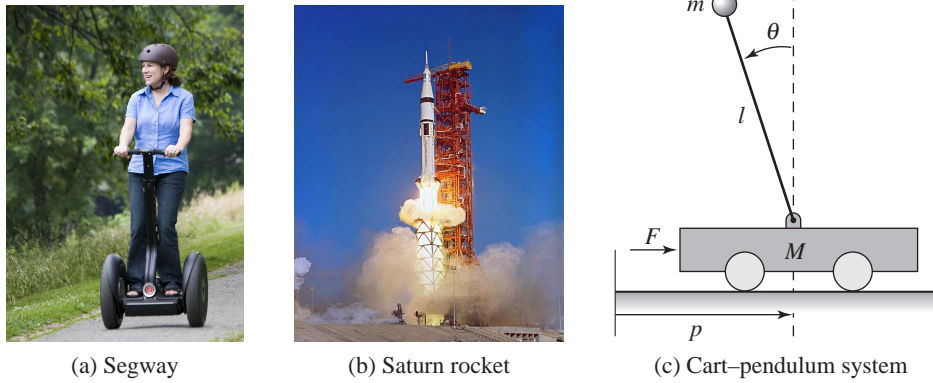 m
θ
l
F
M
p
(a) Segway
(b) Saturn rocket
(c) Cart–pendulum system